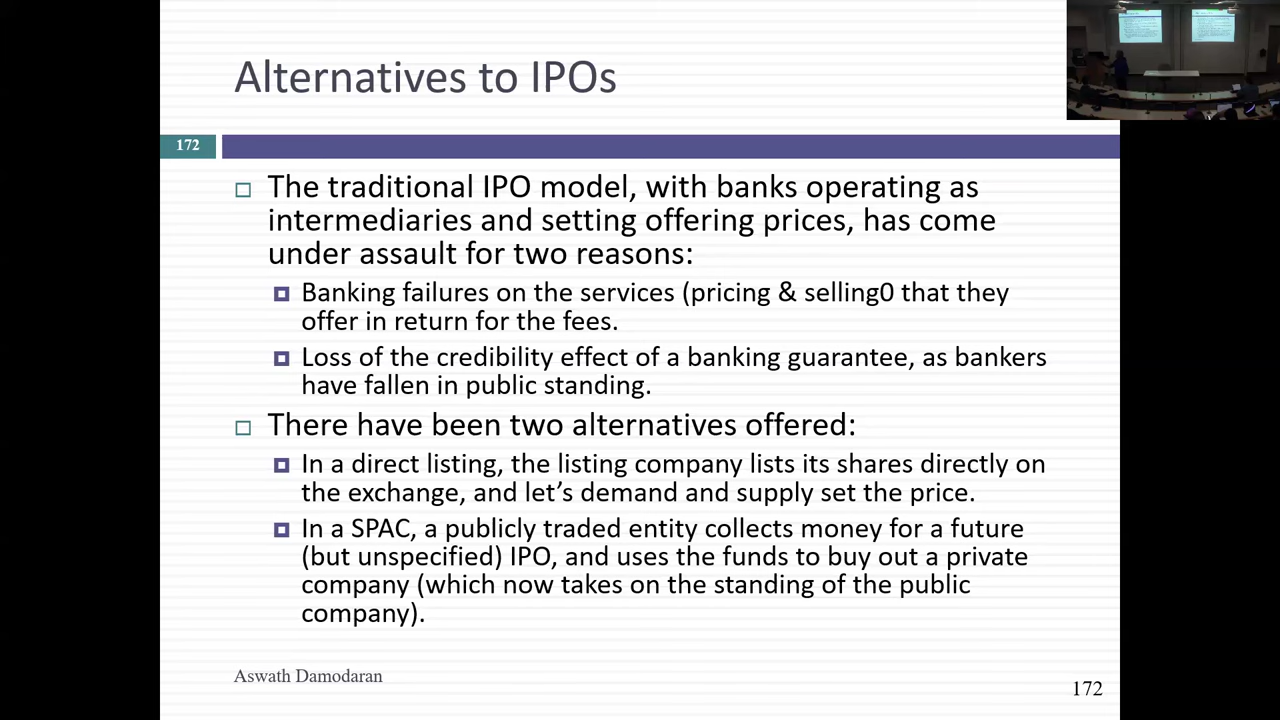 Alternatives to IPOs
172
The traditional IPO model, with banks operating as
intermediaries and setting offering prices, has come
under assault for two reasons:
Banking failures on the services (pricing & selling0 that they
offer in return for the fees.
Loss of the credibility effect of a banking guarantee, as bankers
have fallen in public standing.
There have been two alternatives offered:
In a direct listing, the listing company lists its shares directly on
the exchange, and let’s demand and supply set the price.
In a SPAC, a publicly traded entity collects money for a future
(but unspecified) IPO, and uses the funds to buy out a private
company (which now takes on the standing of the public
company).
Aswath Damodaran
172